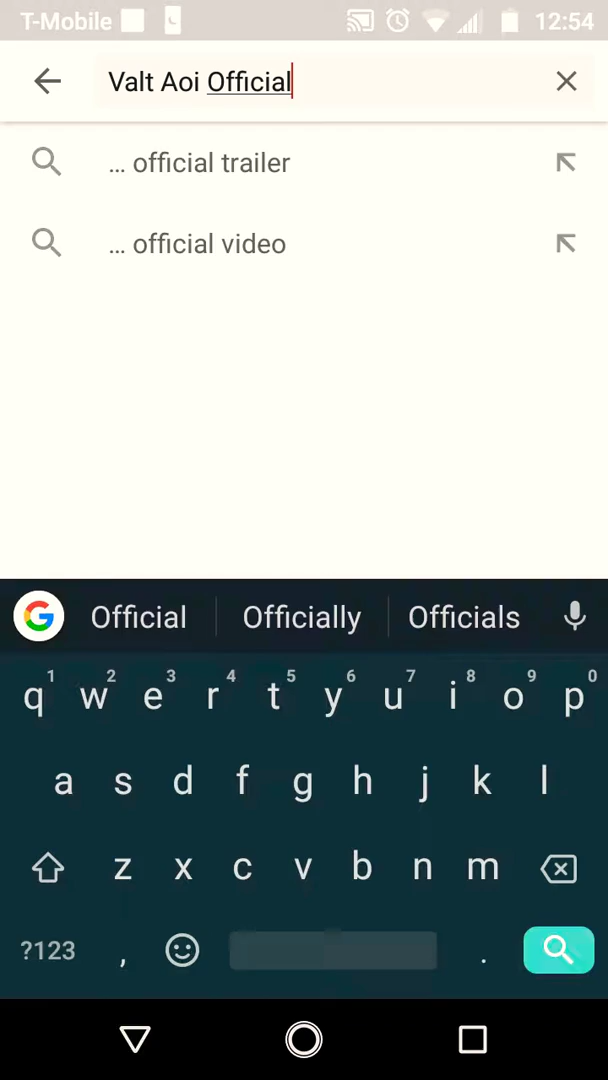 T-Mobile 12:54
Valt Aoi Official
... official trailer
... official video
Official Officially Officials
1 2 3 4 5 6 7 8 9 0
q w e r t y u i o p
a s d f g h j k l
z x c v b n m
?123 , .